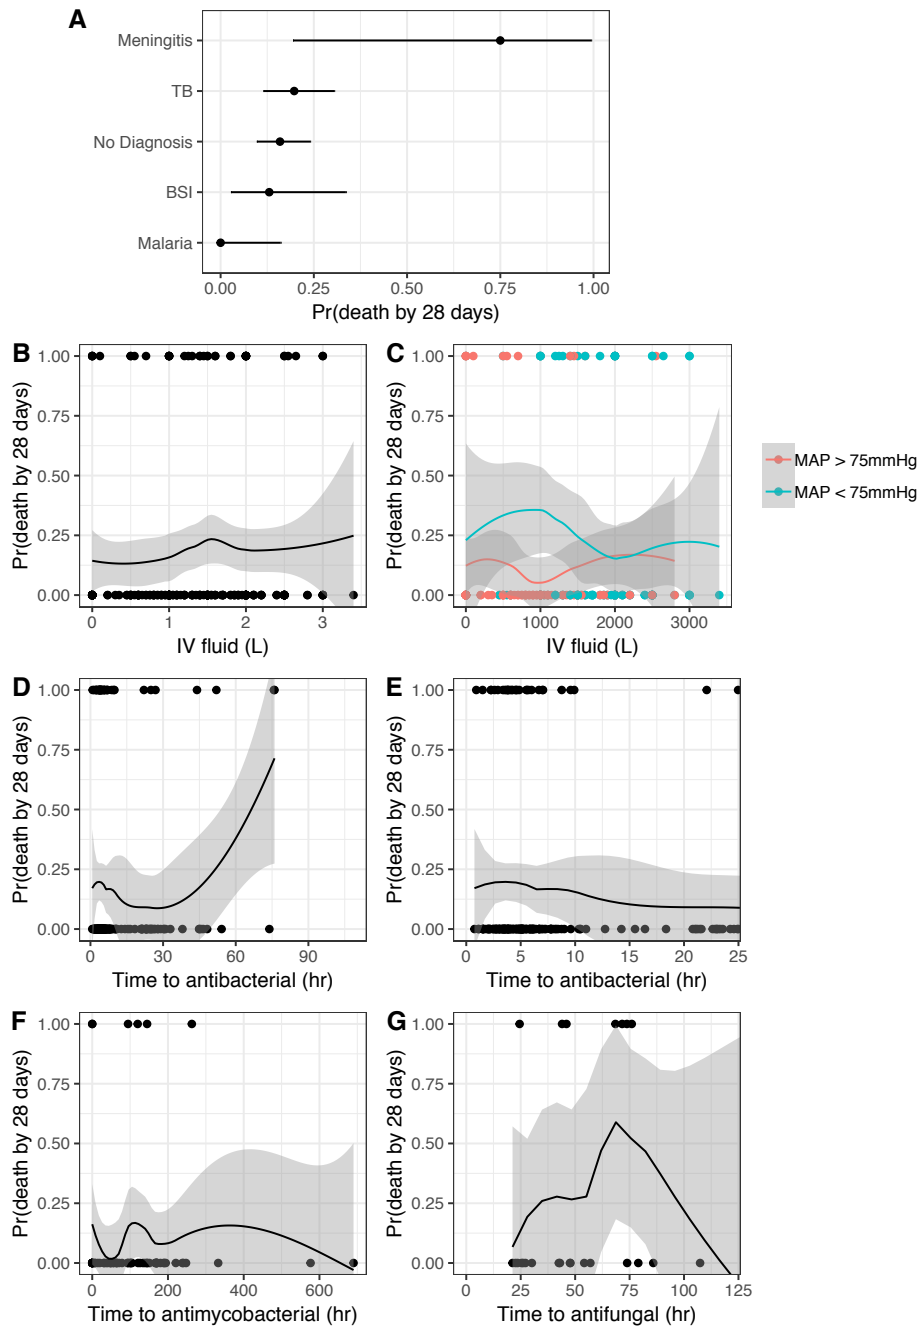 A
Meningitis
TB
No Diagnosis
BSI
Malaria
0.00 0.25 0.50 0.75 1.00
Pr(death by 28 days)
B
1.00
0.75
0.50
0.25
0.00
Pr(death by 28 days)
0 1 2 3
IV fluid (L)
C
1.00
0.75
0.50
0.25
0.00
Pr(death by 28 days)
0 1000 2000 3000
IV fluid (L)
MAP > 75mmHg
MAP < 75mmHg
D
1.00
0.75
0.50
0.25
0.00
Pr(death by 28 days)
0 30 60 90
Time to antibacterial (hr)
E
1.00
0.75
0.50
0.25
0.00
Pr(death by 28 days)
0 5 10 15 20 25
Time to antibacterial (hr)
F
1.00
0.75
0.50
0.25
0.00
Pr(death by 28 days)
0 200 400 600
Time to antimycobacterial (hr)
G
1.00
0.75
0.50
0.25
0.00
Pr(death by 28 days)
0 25 50 75 100 125
Time to antifungal (hr)